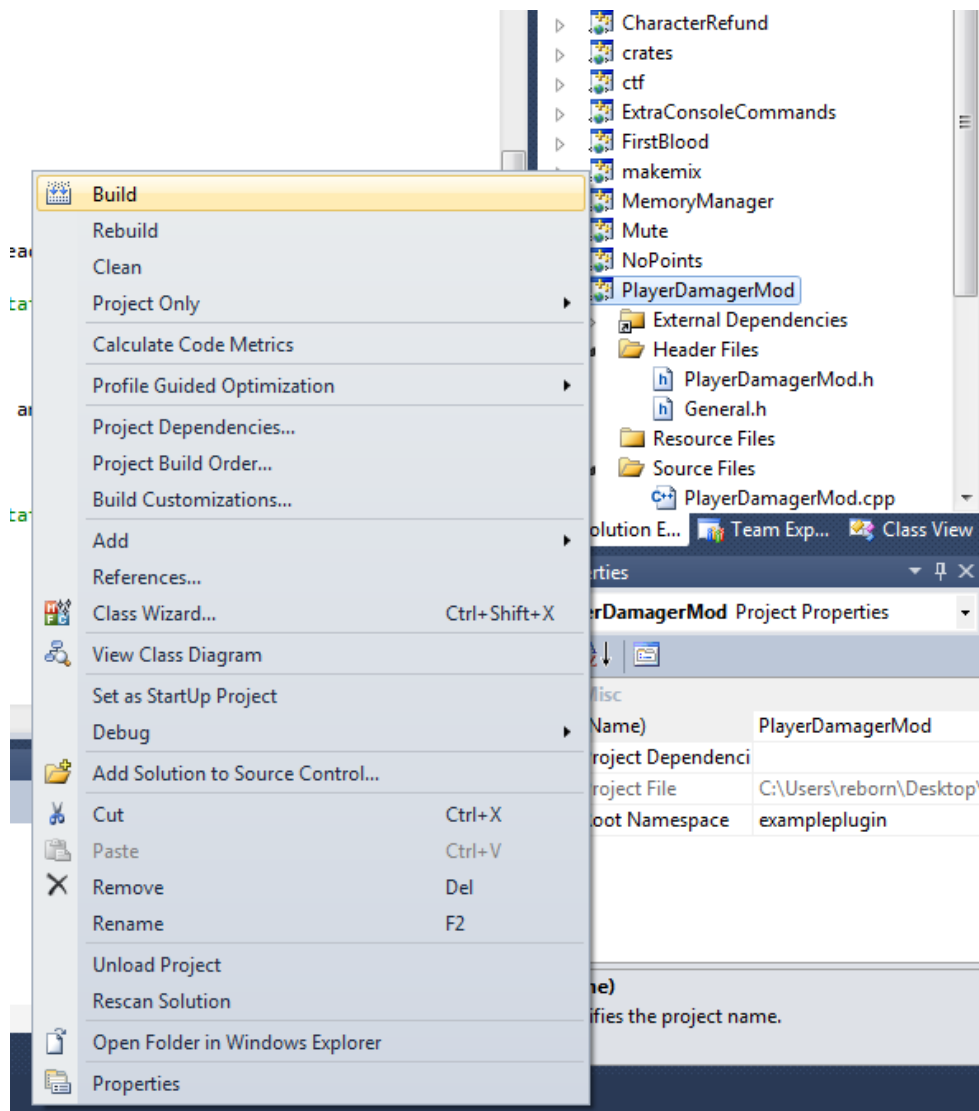 CharacterRefund
crates
ctf
ExtraConsoleCommands
FirstBlood
makemix
MemoryManager
Mute
NoPoints
PlayerDamagerMod
External Dependencies
Header Files
PlayerDamagerMod.h
General.h
Resource Files
Source Files
PlayerDamagerMod.cpp
olution E... Team Exp... Class View
Build
Rebuild
Clean
Project Only
Calculate Code Metrics
Profile Guided Optimization
Project Dependencies...
Project Build Order...
Build Customizations...
Add
References...
Class Wizard... Ctrl+Shift+X
View Class Diagram
Set as StartUp Project
Debug
Add Solution to Source Control...
Cut Ctrl+X
Paste Ctrl+V
Remove Del
Rename F2
Unload Project
Rescan Solution
Open Folder in Windows Explorer
Properties
rties
rDamagerMod Project Properties
Misc
Name) PlayerDamagerMod
roject Dependenci
roject File C:\Users\reborn\Desktop\
oot Namespace exampleplugin
ne)
ifies the project name.